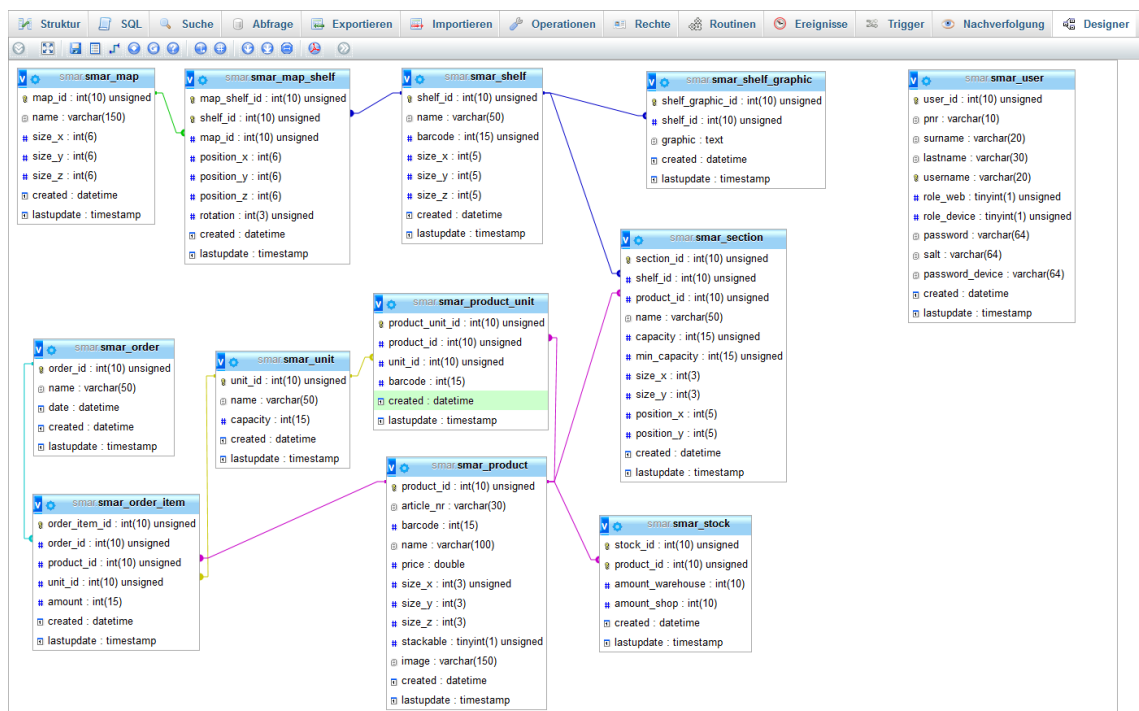 Struktur SQL Suche Abfrage Exportieren Importieren Operationen Rechte Routinen Ereignisse Trigger Nachverfolgung Designer
smar.smar_map
map_id : int(10) unsigned
name : varchar(150)
size_x : int(6)
size_y : int(6)
size_z : int(6)
created : datetime
lastupdate : timestamp
smar.smar_map_shelf
map_shelf_id : int(10) unsigned
shelf_id : int(10) unsigned
map_id : int(10) unsigned
position_x : int(6)
position_y : int(6)
position_z : int(6)
rotation : int(3) unsigned
created : datetime
lastupdate : timestamp
smar.smar_shelf
shelf_id : int(10) unsigned
name : varchar(50)
barcode : int(15) unsigned
size_x : int(5)
size_y : int(5)
size_z : int(5)
created : datetime
lastupdate : timestamp
smar.smar_shelf_graphic
shelf_graphic_id : int(10) unsigned
shelf_id : int(10) unsigned
graphic : text
created : datetime
lastupdate : timestamp
smar.smar_user
user_id : int(10) unsigned
pnr : varchar(10)
surname : varchar(20)
lastname : varchar(30)
username : varchar(20)
role_web : tinyint(1) unsigned
role_device : tinyint(1) unsigned
password : varchar(64)
salt : varchar(64)
password_device : varchar(64)
created : datetime
lastupdate : timestamp
smar.smar_section
section_id : int(10) unsigned
shelf_id : int(10) unsigned
product_id : int(10) unsigned
name : varchar(50)
capacity : int(15) unsigned
min_capacity : int(15) unsigned
size_x : int(3)
size_y : int(3)
position_x : int(5)
position_y : int(5)
created : datetime
lastupdate : timestamp
smar.smar_product_unit
product_unit_id : int(10) unsigned
product_id : int(10) unsigned
unit_id : int(10) unsigned
barcode : int(15)
created : datetime
lastupdate : timestamp
smar.smar_order
order_id : int(10) unsigned
name : varchar(50)
date : datetime
created : datetime
lastupdate : timestamp
smar.smar_unit
unit_id : int(10) unsigned
name : varchar(50)
capacity : int(15)
created : datetime
lastupdate : timestamp
smar.smar_product
product_id : int(10) unsigned
article_nr : varchar(30)
barcode : int(15)
name : varchar(100)
price : double
size_x : int(3) unsigned
size_y : int(3)
size_z : int(3)
stackable : tinyint(1) unsigned
image : varchar(150)
created : datetime
lastupdate : timestamp
smar.smar_order_item
order_item_id : int(10) unsigned
order_id : int(10) unsigned
product_id : int(10) unsigned
unit_id : int(10) unsigned
amount : int(15)
created : datetime
lastupdate : timestamp
smar.smar_stock
stock_id : int(10) unsigned
product_id : int(10) unsigned
amount_warehouse : int(10)
amount_shop : int(10)
created : datetime
lastupdate : timestamp